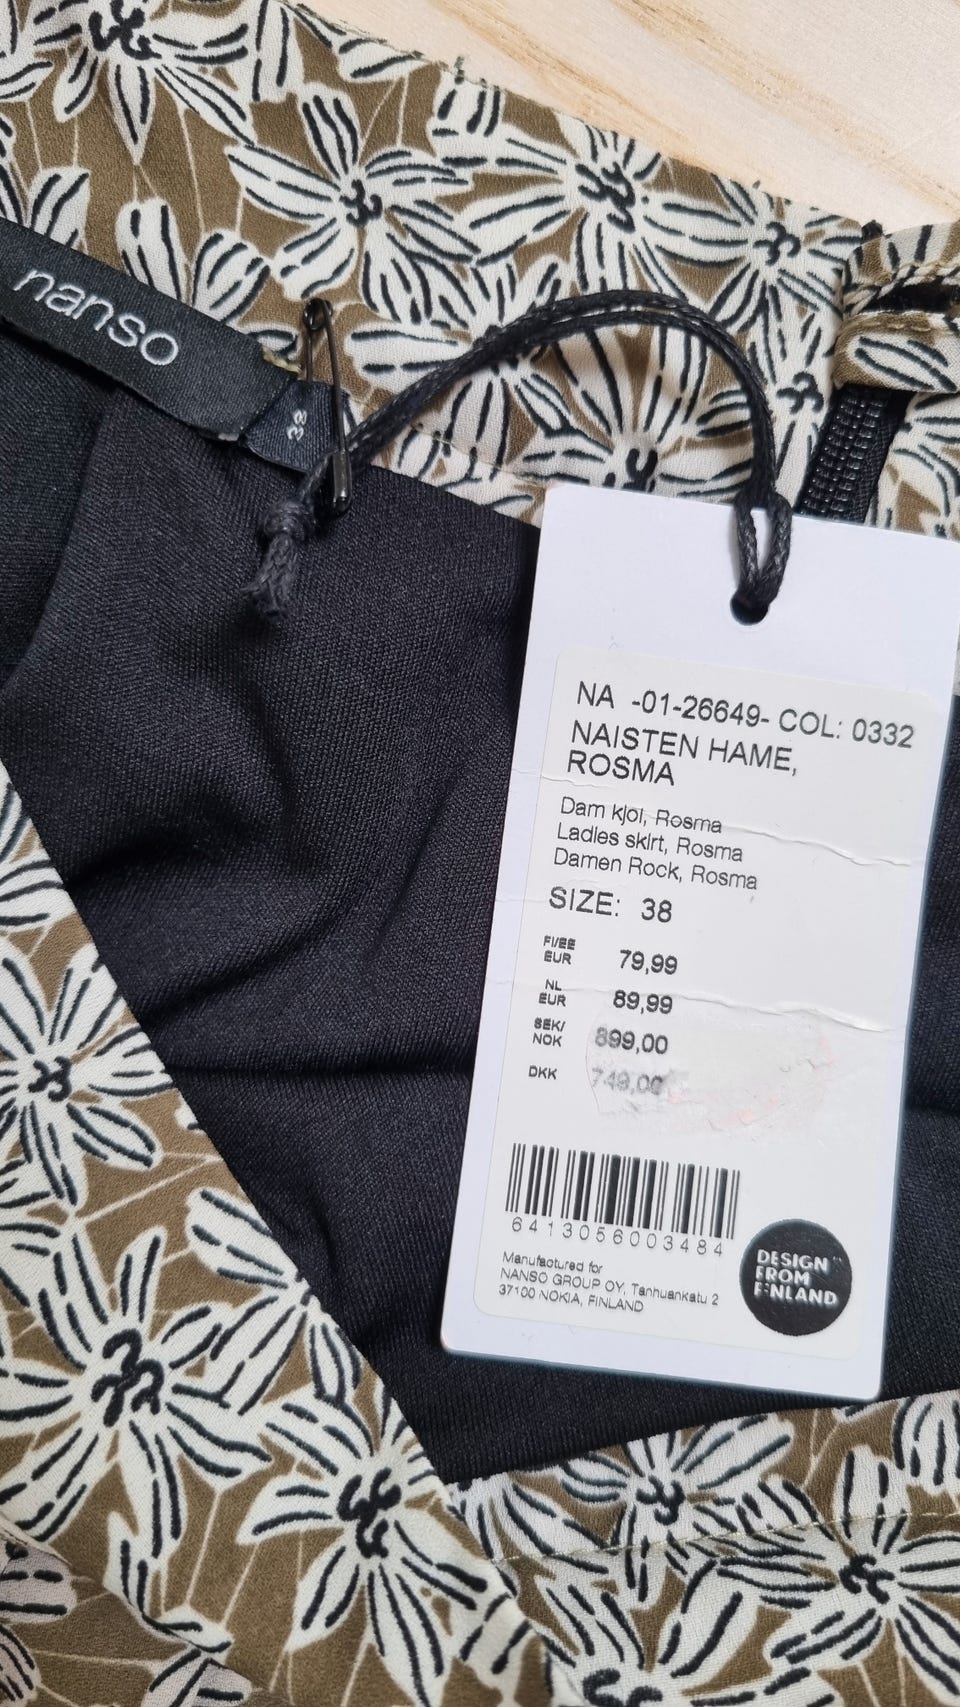 nanso
38
NA -01-26649- COL: 0332
NAISTEN HAME,
ROSMA
Dam kjol, Rosma
Ladies skirt, Rosma
Damen Rock, Rosma
SIZE: 38
FI/EE
EUR 79,99
NL
EUR 89,99
SEK/
NOK 899,00
DKK 749,00
6413056003484
Manufactured for
NANSO GROUP OY, Tanhuankatu 2
37100 NOKIA, FINLAND
DESIGN
FROM
FINLAND